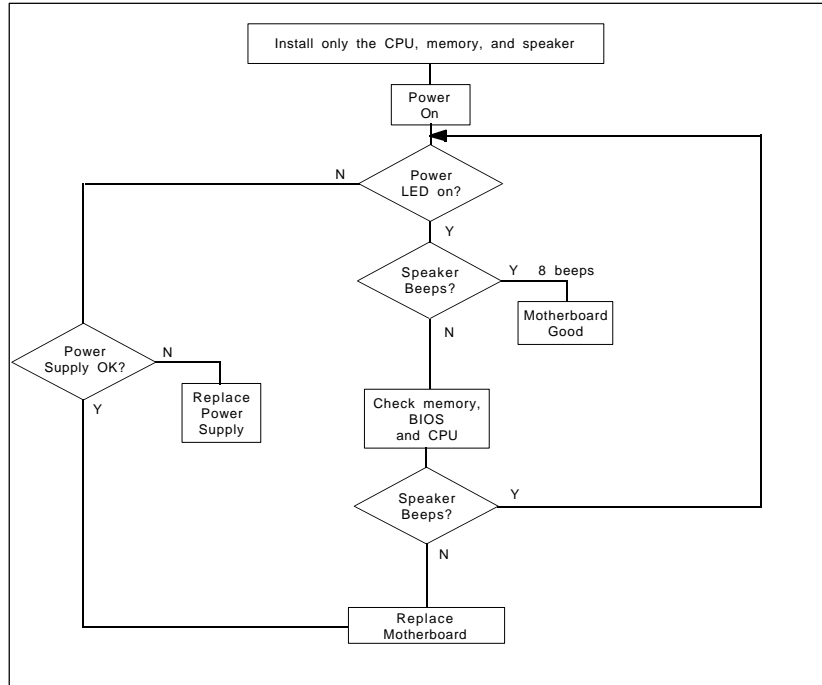 Install only the CPU, memory, and speaker
Power
On
N
Power
LED on?
Y
Speaker
Beeps?
Y 8 beeps
Motherboard
Good
N
Power
Supply OK?
N
Y
Replace
Power
Supply
Check memory,
BIOS
and CPU
Speaker
Beeps?
Y
N
Replace
Motherboard